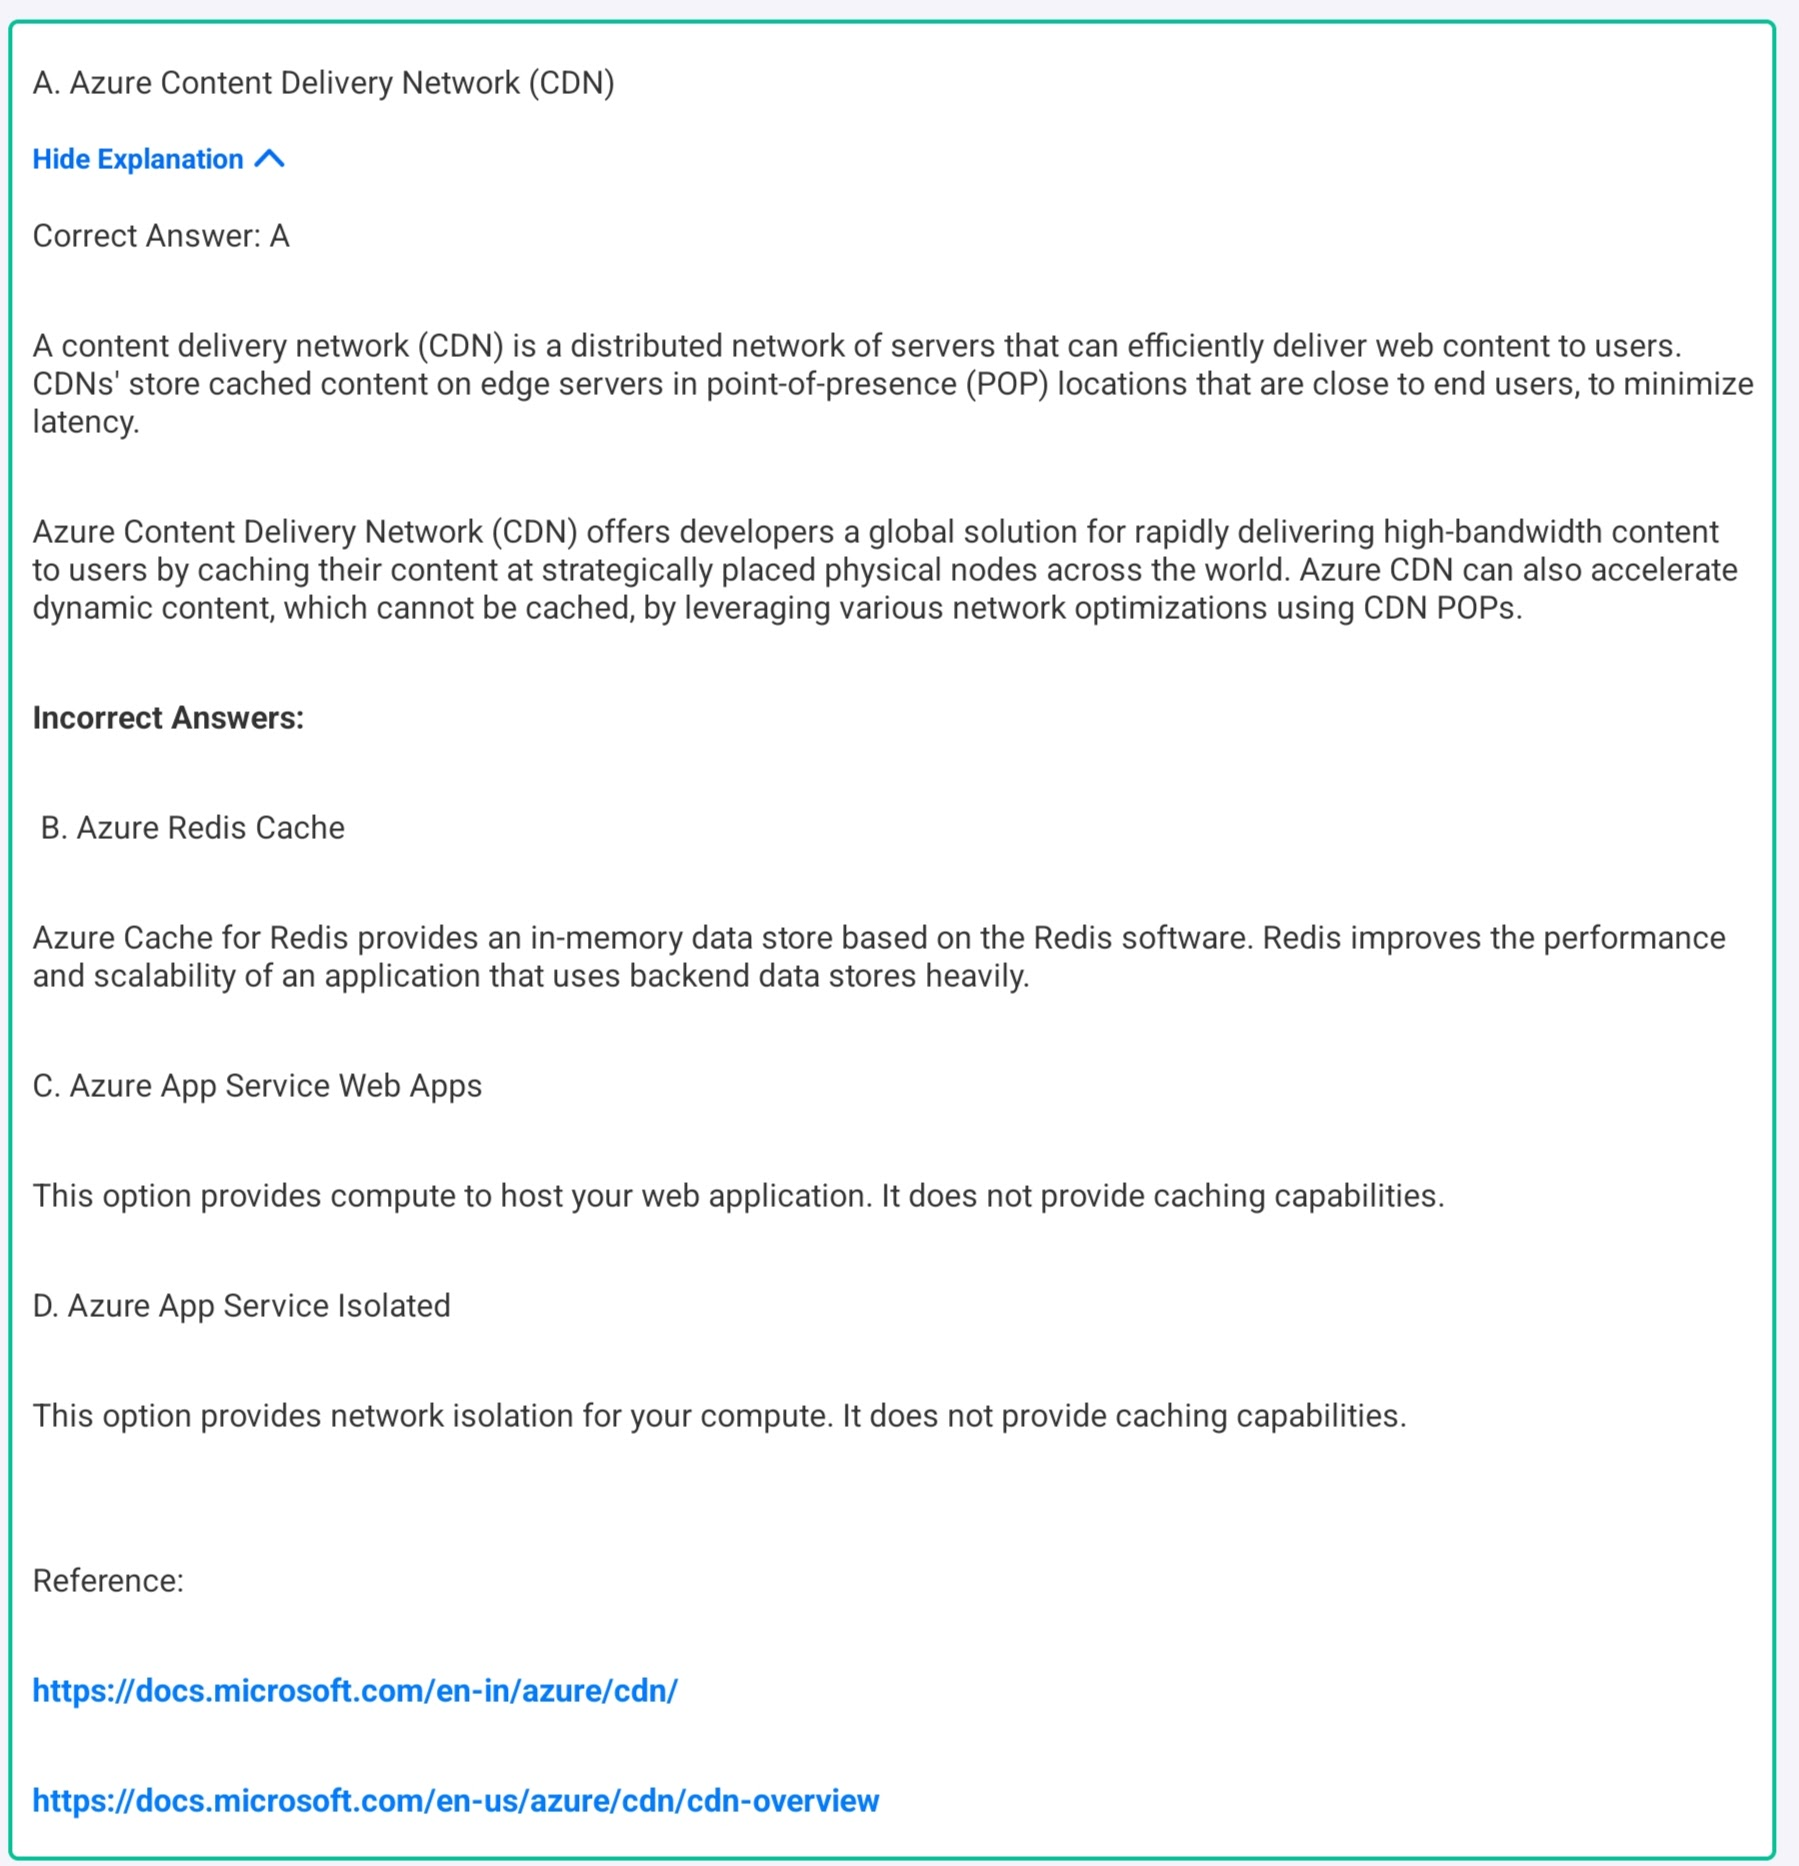 A. Azure Content Delivery Network (CDN)
Hide Explanation
Correct Answer: A
A content delivery network (CDN) is a distributed network of servers that can efficiently deliver web content to users.
CDNs' store cached content on edge servers in point-of-presence (POP) locations that are close to end users, to minimize
latency.
Azure Content Delivery Network (CDN) offers developers a global solution for rapidly delivering high-bandwidth content
to users by caching their content at strategically placed physical nodes across the world. Azure CDN can also accelerate
dynamic content, which cannot be cached, by leveraging various network optimizations using CDN POPs.
Incorrect Answers:
B. Azure Redis Cache
Azure Cache for Redis provides an in-memory data store based on the Redis software. Redis improves the performance
and scalability of an application that uses backend data stores heavily.
C. Azure App Service Web Apps
This option provides compute to host your web application. It does not provide caching capabilities.
D. Azure App Service Isolated
This option provides network isolation for your compute. It does not provide caching capabilities.
Reference:
https://docs.microsoft.com/en-in/azure/cdn/
https://docs.microsoft.com/en-us/azure/cdn/cdn-overview